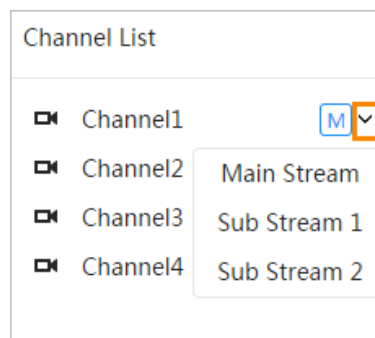 Channel List
Channel1 M
Channel2 Main Stream
Channel3 Sub Stream 1
Channel4 Sub Stream 2